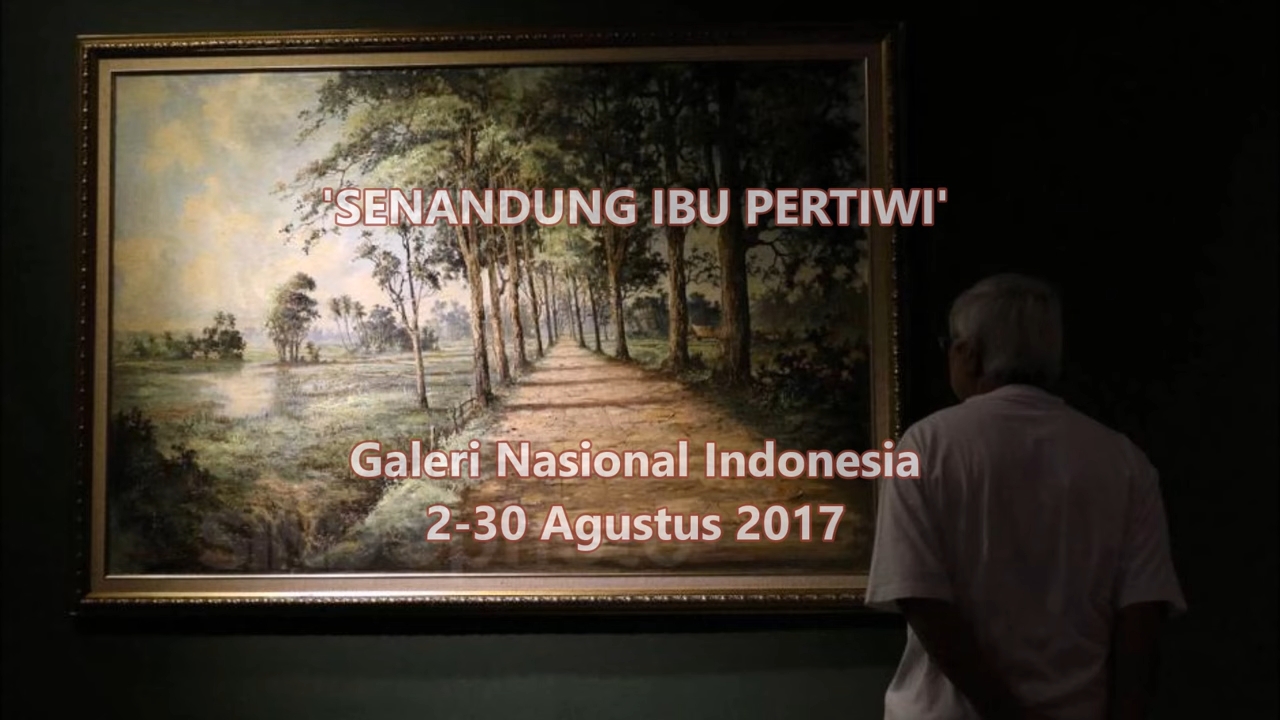 'SENANDUNG IBU PERTIWI'
Galeri Nasional Indonesia
2-30 Agustus 2017